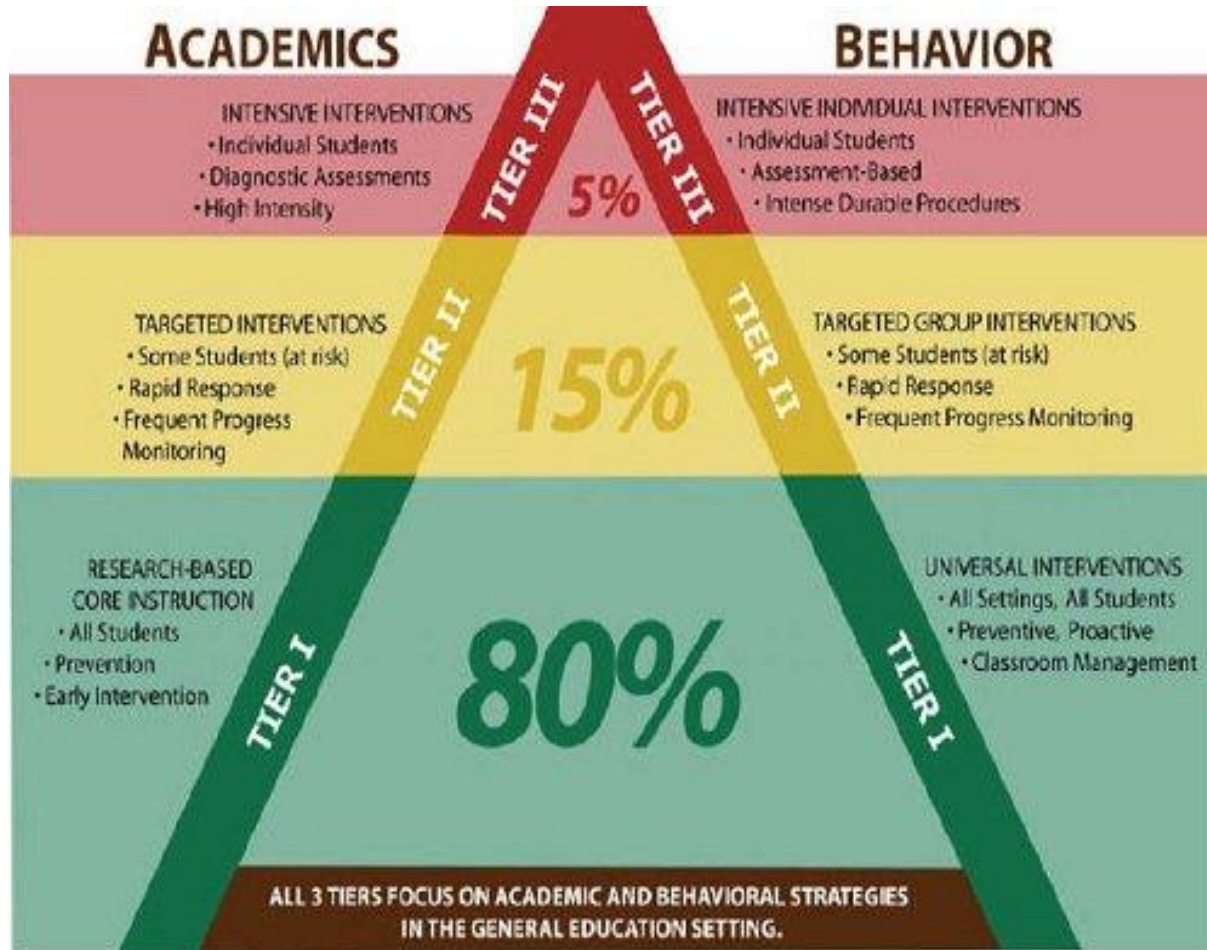 ACADEMICS
BEHAVIOR
INTENSIVE INTERVENTIONS
• Individual Students
• Diagnostic Assessments
• High Intensity
TIER III
5%
TIER III
INTENSIVE INDIVIDUAL INTERVENTIONS
• Individual Students
• Assessment-Based
• Intense Durable Procedures
TARGETED INTERVENTIONS
• Some Students (at risk)
• Rapid Response
• Frequent Progress
Monitoring
TIER II
15%
TIER II
TARGETED GROUP INTERVENTIONS
• Some Students (at risk)
• Rapid Response
• Frequent Progress Monitoring
RESEARCH-BASED
CORE INSTRUCTION
• All Students
• Prevention
• Early Intervention
TIER I
80%
TIER I
UNIVERSAL INTERVENTIONS
• All Settings, All Students
• Preventive, Proactive
• Classroom Management
ALL 3 TIERS FOCUS ON ACADEMIC AND BEHAVIORAL STRATEGIES
IN THE GENERAL EDUCATION SETTING.